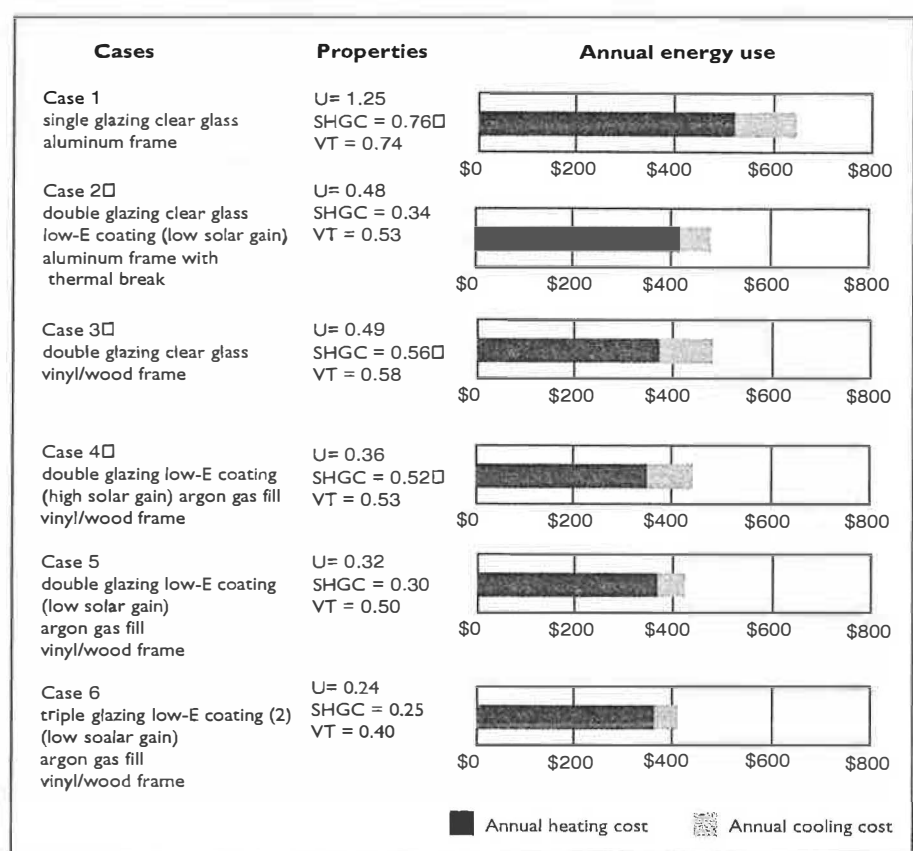 Cases Properties Annual energy use
Case 1
single glazing clear glass
aluminum frame
U= 1.25
SHGC = 0.76□
VT = 0.74
$0 $200 $400 $600 $800
Case 2□
double glazing clear glass
low-E coating (low solar gain)
aluminum frame with
thermal break
U= 0.48
SHGC = 0.34
VT = 0.53
$0 $200 $400 $600 $800
Case 3□
double glazing clear glass
vinyl/wood frame
U= 0.49
SHGC = 0.56□
VT = 0.58
$0 $200 $400 $600 $800
Case 4□
double glazing low-E coating
(high solar gain) argon gas fill
vinyl/wood frame
U= 0.36
SHGC = 0.52□
VT = 0.53
$0 $200 $400 $600 $800
Case 5
double glazing low-E coating
(low solar gain)
argon gas fill
vinyl/wood frame
U= 0.32
SHGC = 0.30
VT = 0.50
$0 $200 $400 $600 $800
Case 6
triple glazing low-E coating (2)
(low soalar gain)
argon gas fill
vinyl/wood frame
U= 0.24
SHGC = 0.25
VT = 0.40
$0 $200 $400 $600 $800
Annual heating cost Annual cooling cost